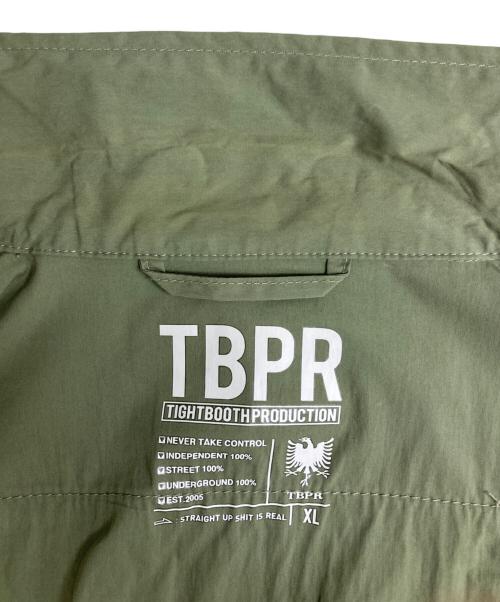 TBPR
TIGHTBOOTH PRODUCTION
NEVER TAKE CONTROL
INDEPENDENT 100%
STREET 100%
UNDERGROUND 100%
EST.2005
TBPR
STRAIGHT UP SHIT IS REAL
XL